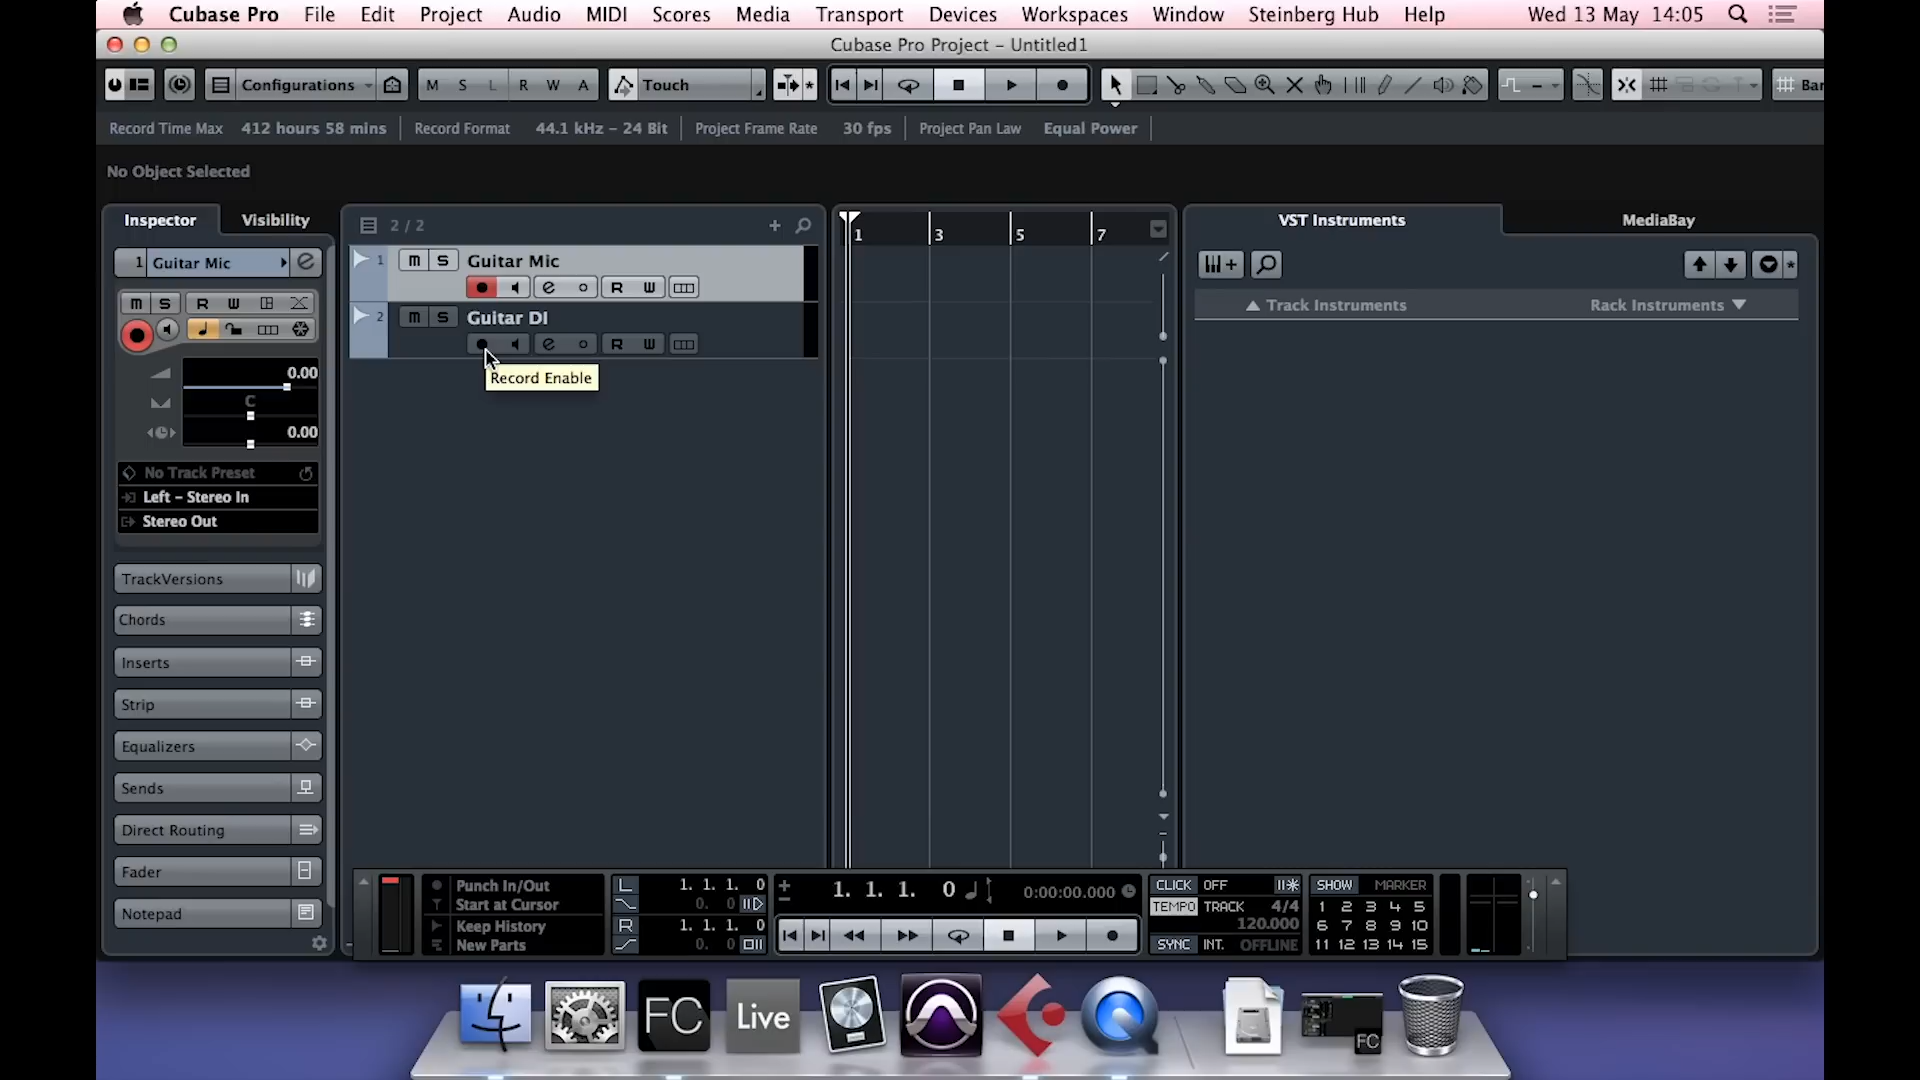 Cubase Pro File Edit Project Audio MIDI Scores Media Transport Devices Workspaces Window Steinberg Hub Help Wed 13 May 14:05
Cubase Pro Project – Untitled1
Configurations M S L R W A Touch Bar
Record Time Max 412 hours 58 mins Record Format 44.1 kHz – 24 Bit Project Frame Rate 30 fps Project Pan Law Equal Power
No Object Selected
Inspector Visibility 2 / 2 1 3 5 7 VST Instruments MediaBay
1 Guitar Mic
m S R W
0.00
C
0.00
No Track Preset
Left – Stereo In
Stereo Out
TrackVersions
Chords
Inserts
Strip
Equalizers
Sends
Direct Routing
Fader
Notepad
1 m S Guitar Mic
e R W
2 m S Guitar DI
e R W
Record Enable
Track Instruments Rack Instruments
Punch In/Out
Start at Cursor
Keep History
New Parts
L 1. 1. 1. 0
0. 0
R 1. 1. 1. 0
0. 0
1. 1. 1. 0 0:00:00.000
CLICK OFF
TEMPO TRACK 4/4
120.000
SYNC INT. OFFLINE
SHOW MARKER
1 2 3 4 5
6 7 8 9 10
11 12 13 14 15
FC Live FC